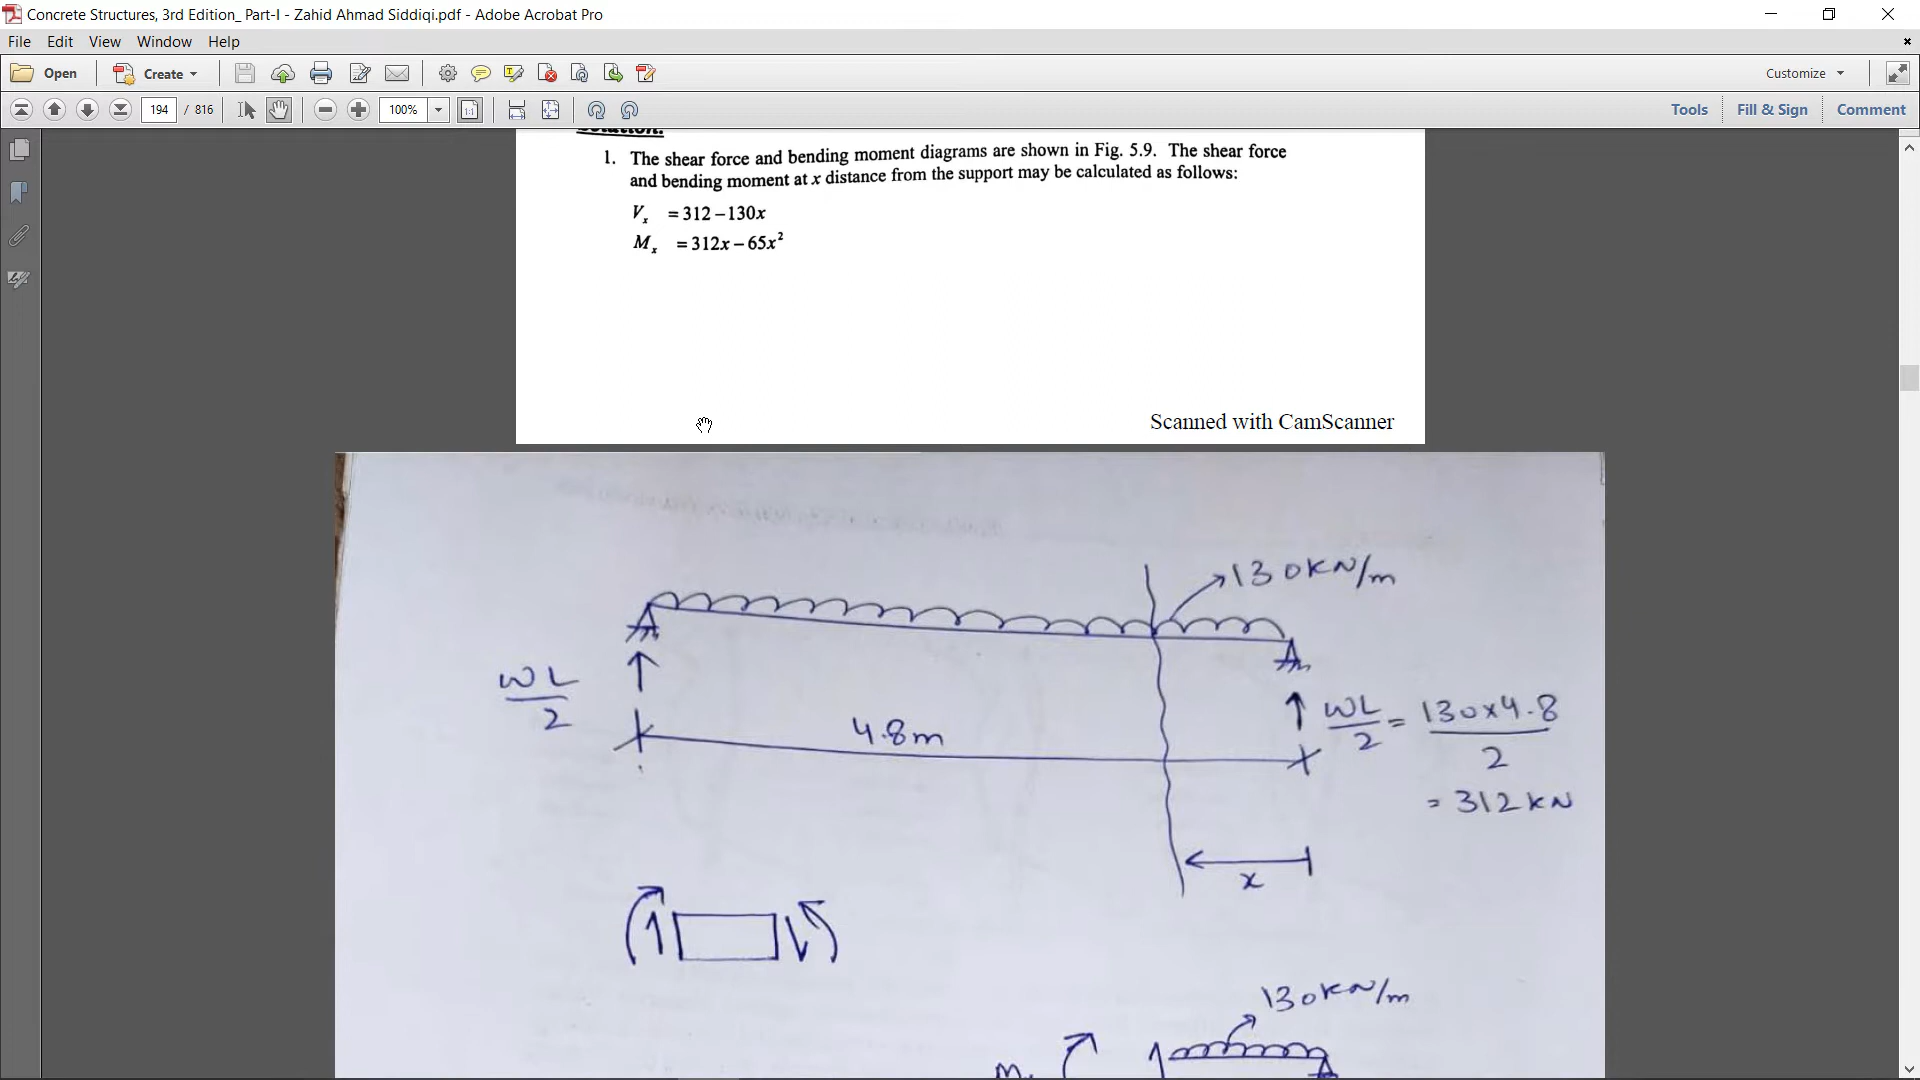 Concrete Structures, 3rd Edition_ Part-I - Zahid Ahmad Siddiqi.pdf - Adobe Acrobat Pro
File Edit View Window Help
Open Create Customize
194 / 816 100% Tools Fill & Sign Comment
Solution:
1. The shear force and bending moment diagrams are shown in Fig. 5.9. The shear force
and bending moment at x distance from the support may be calculated as follows:
Vx = 312 – 130x
Mx = 312x – 65x²
Scanned with CamScanner
130KN/m
WL/2
4.8m
WL/2 = 130x4.8/2
= 312KN
x
130KN/m